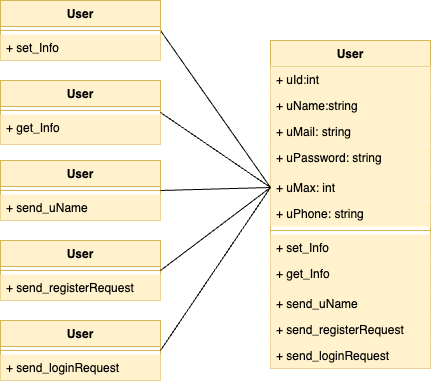 User
+ set_Info
User
+ get_Info
User
+ send_uName
User
+ send_registerRequest
User
+ send_loginRequest
User
+ uId:int
+ uName:string
+ uMail: string
+ uPassword: string
+ uMax: int
+ uPhone: string
+ set_Info
+ get_Info
+ send_uName
+ send_registerRequest
+ send_loginRequest